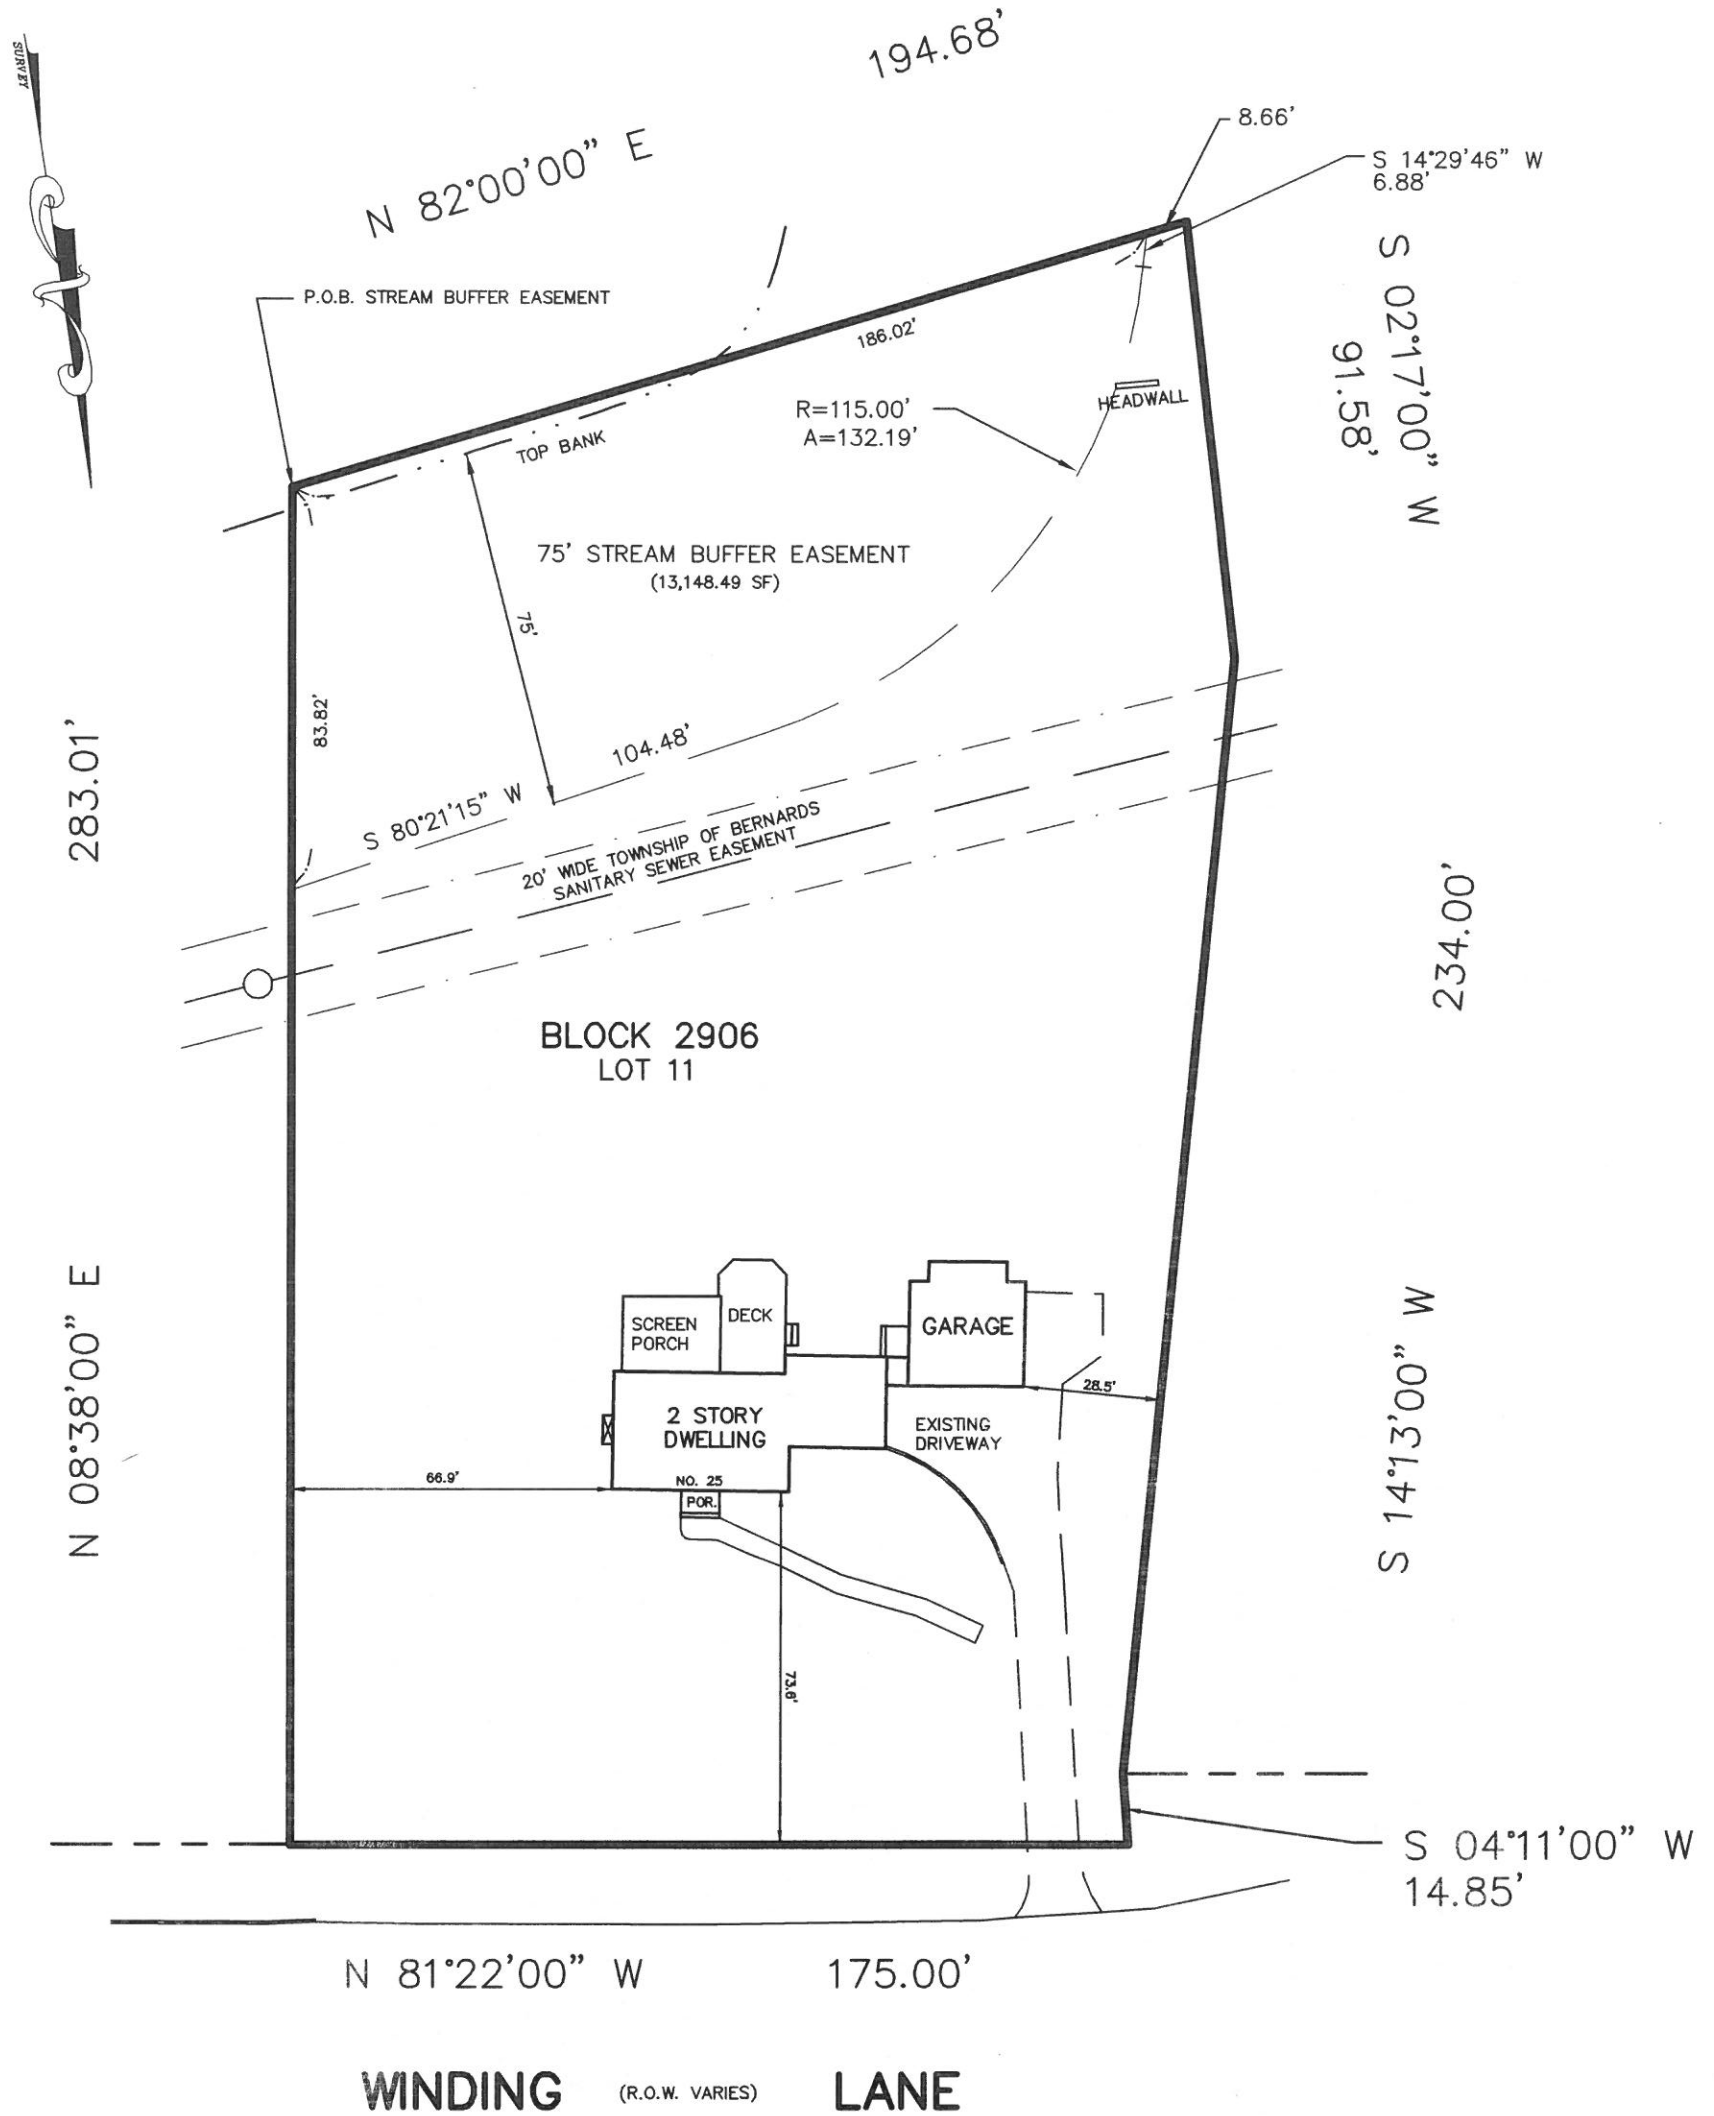 SURVEY
194.68'
N 82°00'00" E
8.66'
S 14°29'46" W
6.88'
S 02°17'00" W
91.58'
P.O.B. STREAM BUFFER EASEMENT
186.02'
R=115.00'
A=132.19'
HEADWALL
TOP BANK
75' STREAM BUFFER EASEMENT
(13,148.49 SF)
75'
83.82'
104.48'
S 80°21'15" W
20' WIDE TOWNSHIP OF BERNARDS
SANITARY SEWER EASEMENT
283.01'
N 08°38'00" E
234.00'
S 14°13'00" W
BLOCK 2906
LOT 11
SCREEN
PORCH
DECK
GARAGE
28.5'
2 STORY
DWELLING
EXISTING
DRIVEWAY
66.9'
NO. 25
POR.
73.6'
S 04°11'00" W
14.85'
N 81°22'00" W 175.00'
WINDING (R.O.W. VARIES) LANE